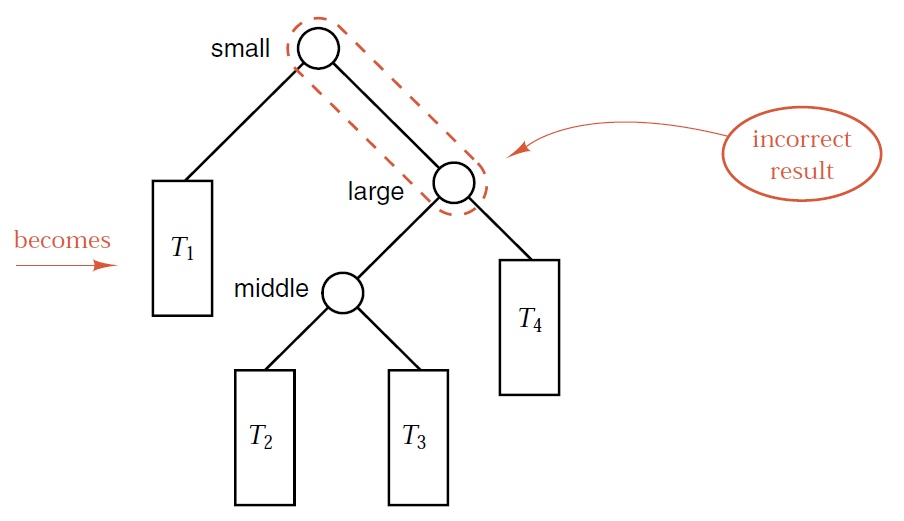 small
incorrect
result
large
becomes
T1
middle
T4
T2
T3